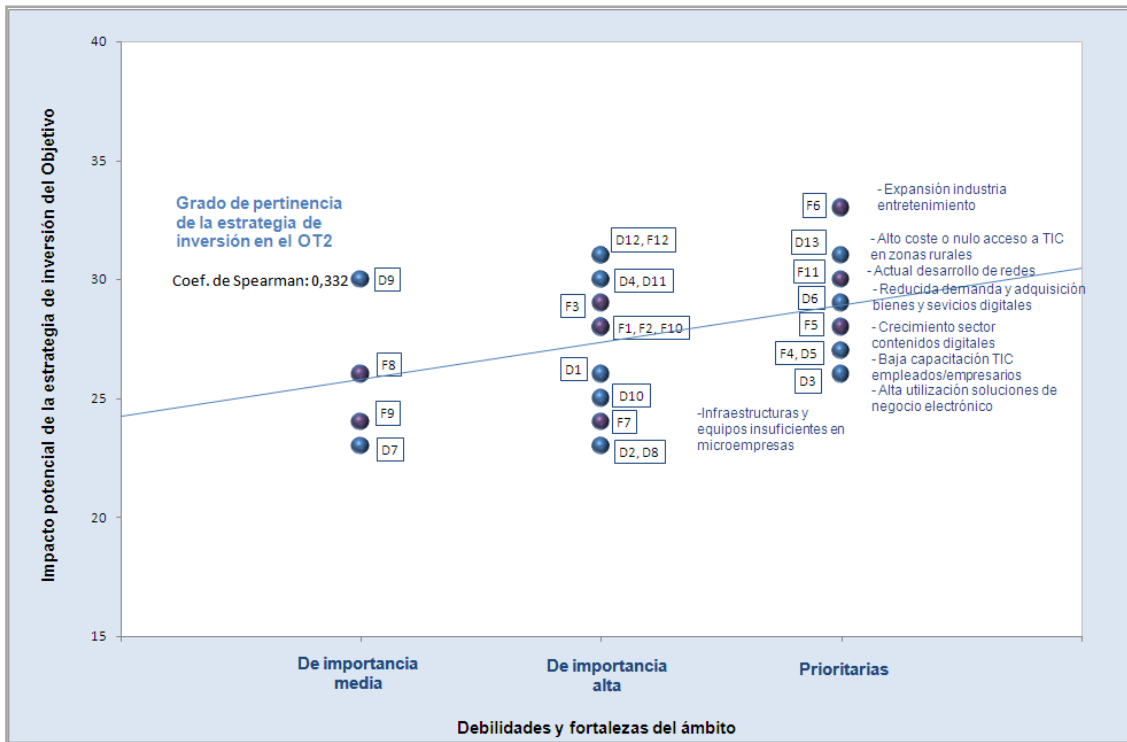 Impacto potencial de la estrategia de inversión del Objetivo
40
35
30
25
20
15
Grado de pertinencia
de la estrategia de
inversión en el OT2
Coef. de Spearman: 0,332
D9
F8
F9
D7
D12, F12
D4, D11
F3
F1, F2, F10
D1
D10
F7
D2, D8
F6
D13
F11
D6
F5
F4, D5
D3
- Expansión industria
entretenimiento
- Alto coste o nulo acceso a TIC
en zonas rurales
- Actual desarrollo de redes
- Reducida demanda y adquisición
bienes y sevicios digitales
- Crecimiento sector
contenidos digitales
- Baja capacitación TIC
empleados/empresarios
- Alta utilización soluciones de
negocio electrónico
-Infraestructuras y
equipos insuficientes en
microempresas
De importancia
media
De importancia
alta
Prioritarias
Debilidades y fortalezas del ámbito